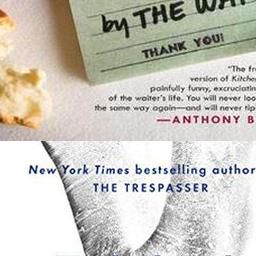 by THE WAI
THANK YOU!
"The fr
version of Kitche
painfully funny, excruciatin
of the waiter's life. You will never loo
the same way again—and will never tip
—ANTHONY B
New York Times bestselling author
THE TRESPASSER